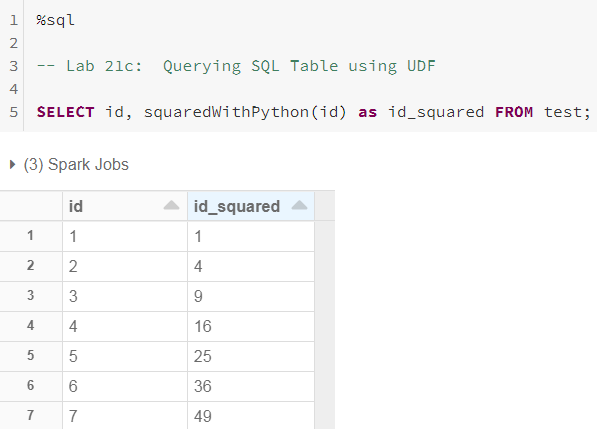 1 %sql
2
3 -- Lab 21c:  Querying SQL Table using UDF
4
5 SELECT id, squaredWithPython(id) as id_squared FROM test;
(3) Spark Jobs
id id_squared
1 1 1
2 2 4
3 3 9
4 4 16
5 5 25
6 6 36
7 7 49